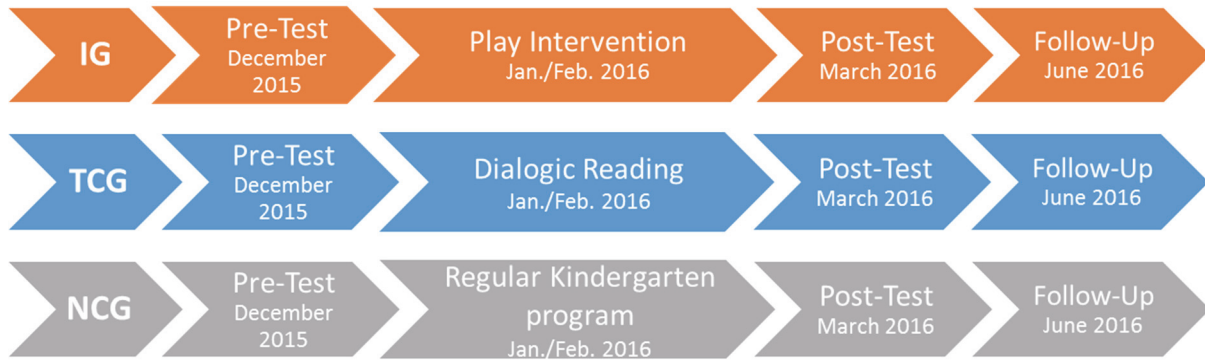 IG
Pre-Test
December
2015
Play Intervention
Jan./Feb. 2016
Post-Test
March 2016
Follow-Up
June 2016
TCG
Pre-Test
December
2015
Dialogic Reading
Jan./Feb. 2016
Post-Test
March 2016
Follow-Up
June 2016
NCG
Pre-Test
December
2015
Regular Kindergarten
program
Jan./Feb. 2016
Post-Test
March 2016
Follow-Up
June 2016